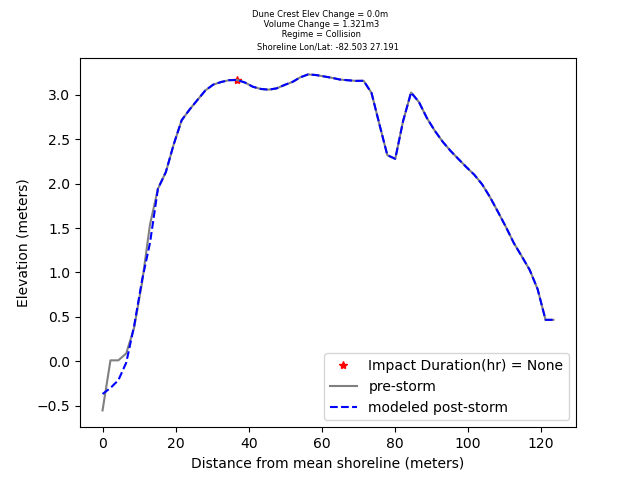 Dune Crest Elev Change = 0.0m
Volume Change = 1.321m3
Regime = Collision
Shoreline Lon/Lat: -82.503 27.191
Elevation (meters)
3.0
2.5
2.0
1.5
1.0
0.5
0.0
−0.5
Impact Duration(hr) = None
pre-storm
modeled post-storm
0 20 40 60 80 100 120
Distance from mean shoreline (meters)